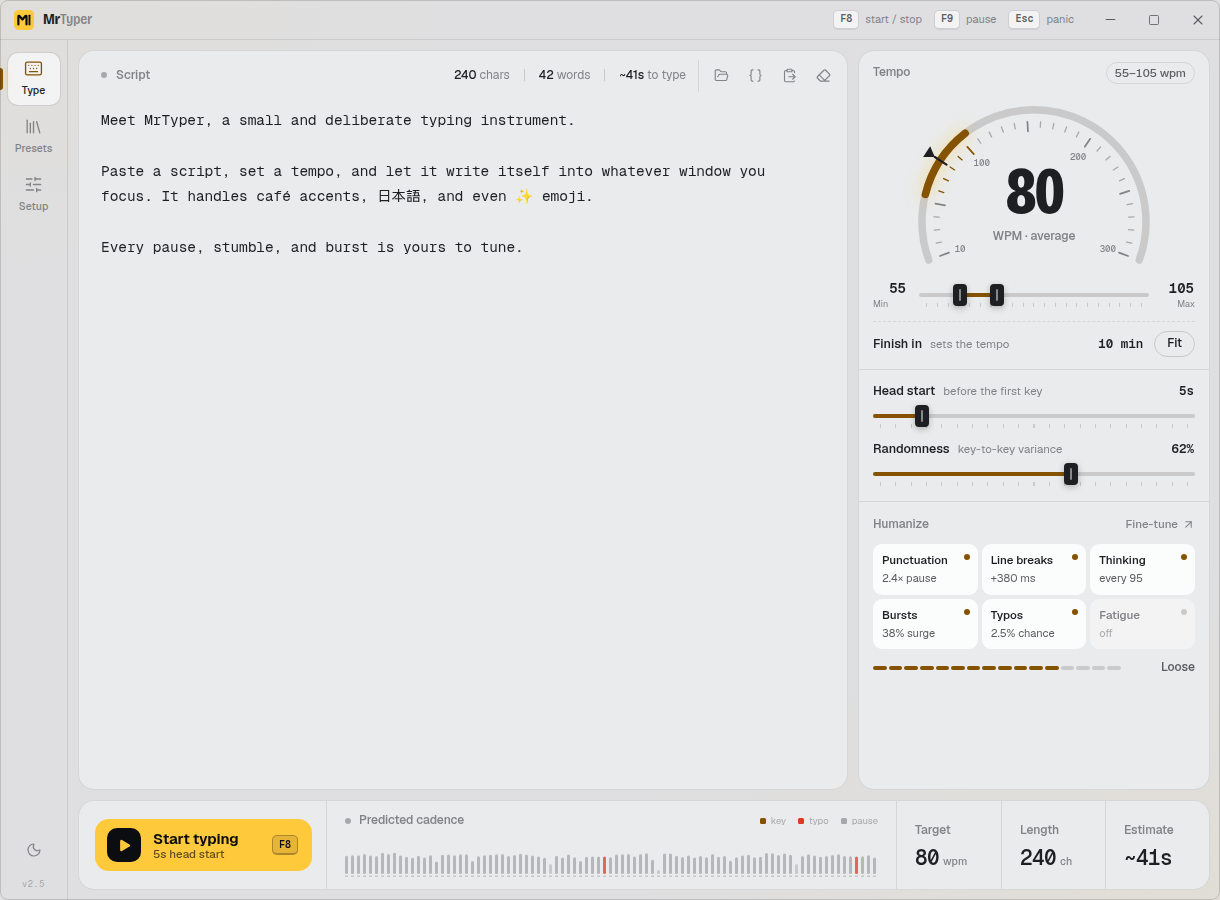 MrTyper
F8 start / stop F9 pause Esc panic
Type
Presets
Setup
v2.5
Script
240 chars 42 words ~41s to type
Meet MrTyper, a small and deliberate typing instrument.
Paste a script, set a tempo, and let it write itself into whatever window you
focus. It handles café accents, 日本語, and even ✨ emoji.
Every pause, stumble, and burst is yours to tune.
Tempo
55–105 wpm
100
200
80
WPM · average
10
300
55
Min
105
Max
Finish in sets the tempo 10 min Fit
Head start before the first key 5s
Randomness key-to-key variance 62%
Humanize Fine-tune
Punctuation
2.4× pause
Line breaks
+380 ms
Thinking
every 95
Bursts
38% surge
Typos
2.5% chance
Fatigue
off
Loose
Start typing
5s head start
F8
Predicted cadence
key typo pause
Target
80 wpm
Length
240 ch
Estimate
~41s